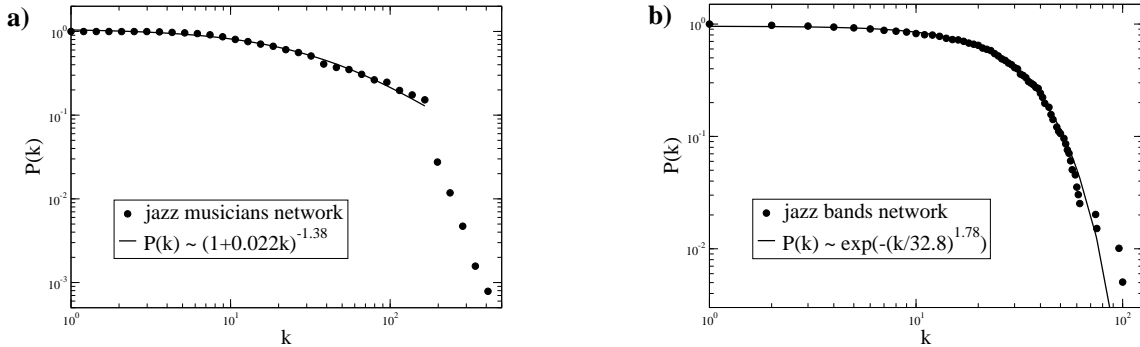 a)
10^0
10^-1
10^-2
10^-3
P(k)
jazz musicians network
P(k) ~ (1+0.022k)^-1.38
10^0 10^1 10^2
k
b)
10^0
10^-1
10^-2
P(k)
jazz bands network
P(k) ~ exp(-(k/32.8)^1.78)
10^0 10^1 10^2
k